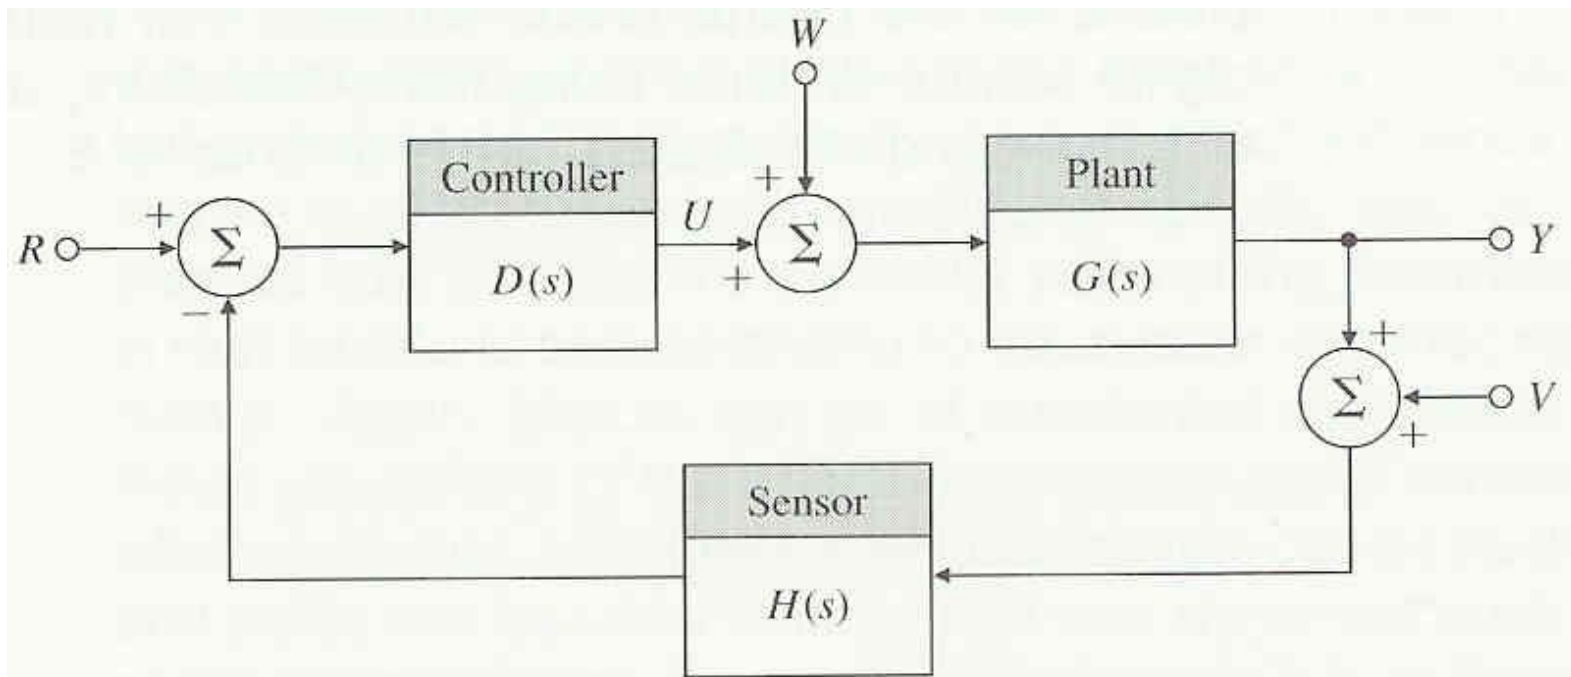 W
Controller
Plant
+
+
R
Σ
U
Σ
Y
D(s)
+
G(s)
−
+
Σ
V
+
Sensor
H(s)